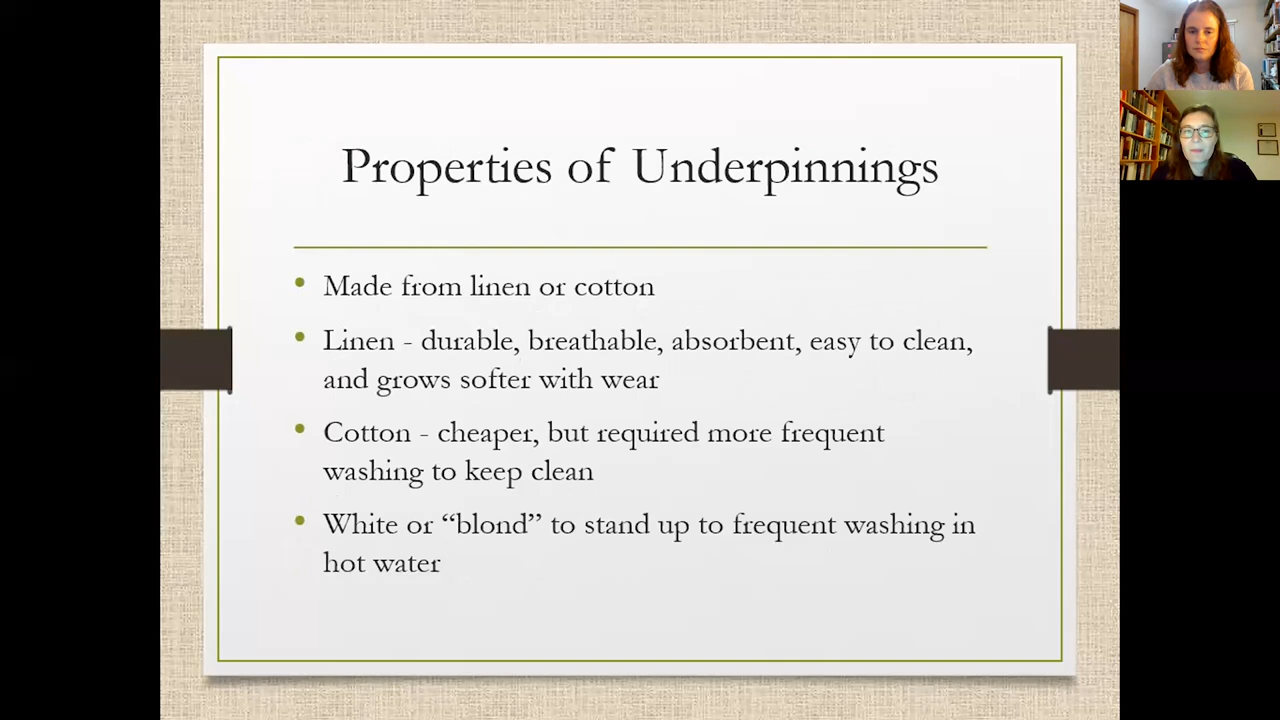 Properties of Underpinnings
• Made from linen or cotton
• Linen - durable, breathable, absorbent, easy to clean,
and grows softer with wear
• Cotton - cheaper, but required more frequent
washing to keep clean
• White or “blond” to stand up to frequent washing in
hot water